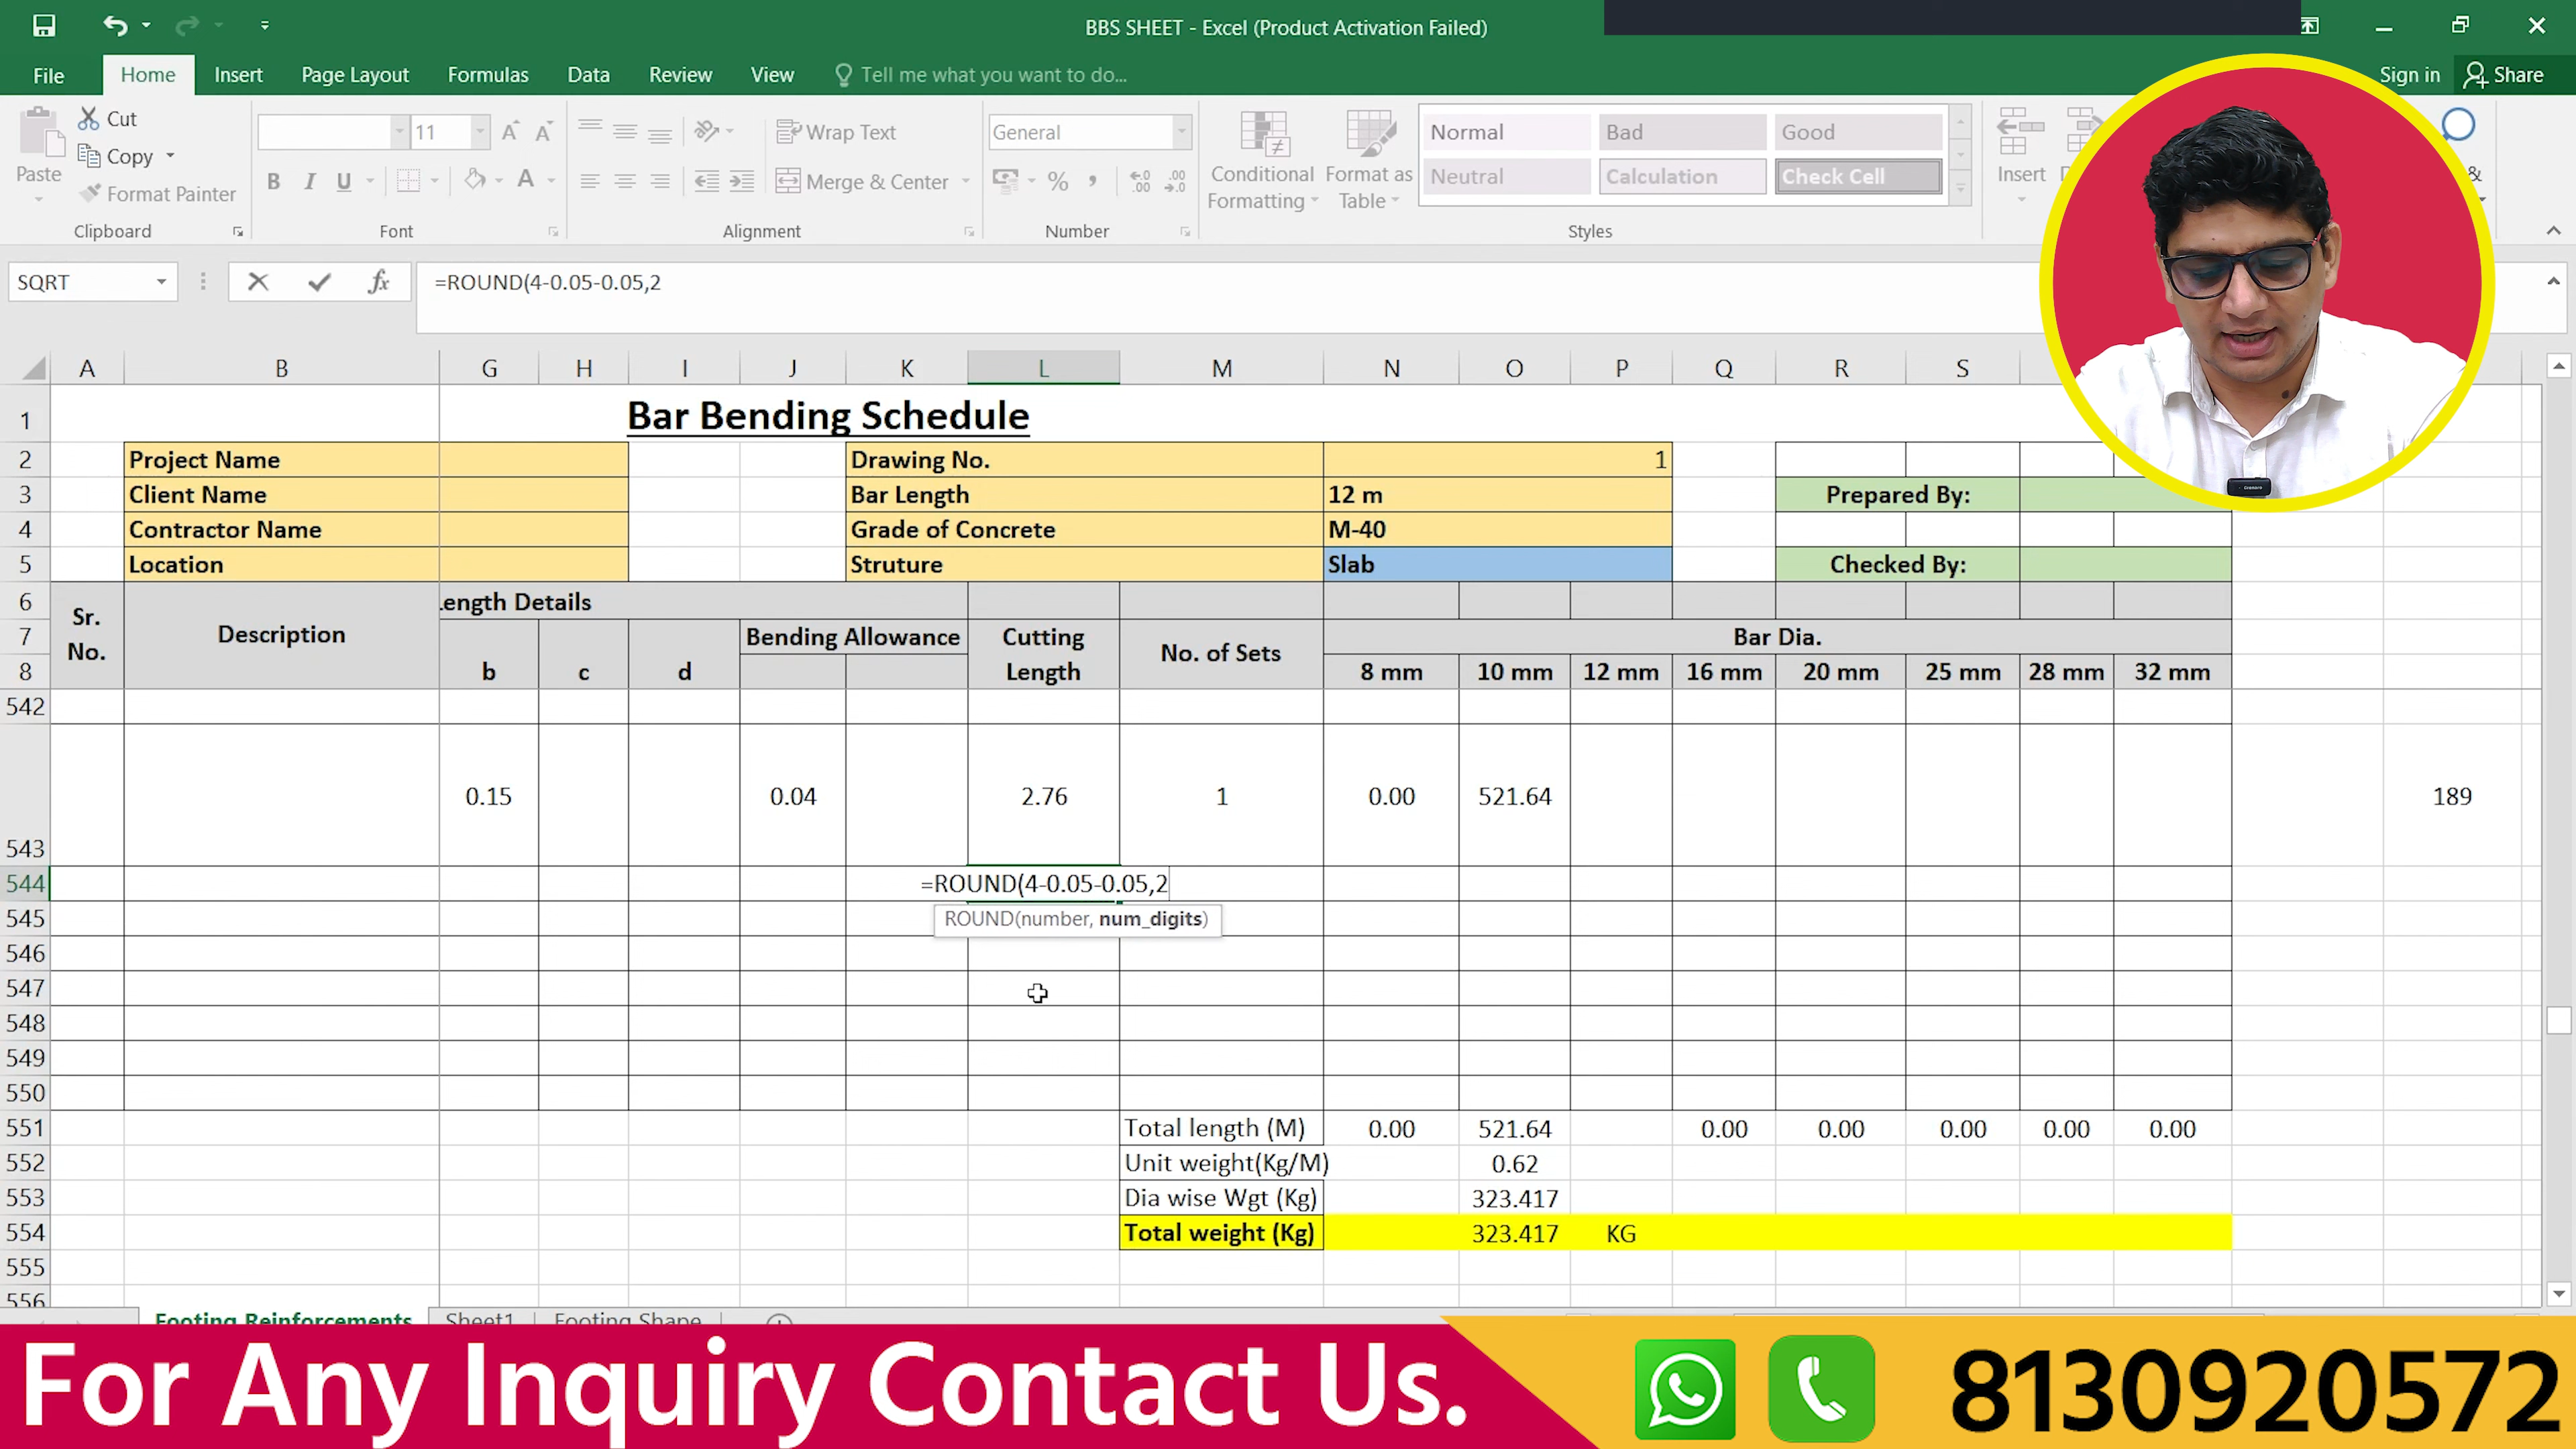 BBS SHEET - Excel (Product Activation Failed)
File Home Insert Page Layout Formulas Data Review View Tell me what you want to do... Sign in Share
Paste Cut Copy Format Painter Clipboard
11 B I U Font
Wrap Text Merge & Center Alignment
General % Number
Conditional Formatting Format as Table
Normal Bad Good
Neutral Calculation Check Cell
Styles
Insert
SQRT fx =ROUND(4-0.05-0.05,2
A B G H I J K L M N O P Q R S
1 Bar Bending Schedule
2 Project Name Drawing No. 1
3 Client Name Bar Length 12 m Prepared By:
4 Contractor Name Grade of Concrete M-40
5 Location Struture Slab Checked By:
6 Length Details
7 Sr. No. Description Bending Allowance Cutting Length No. of Sets Bar Dia.
8 b c d 8 mm 10 mm 12 mm 16 mm 20 mm 25 mm 28 mm 32 mm
542
543 0.15 0.04 2.76 1 0.00 521.64 189
544 =ROUND(4-0.05-0.05,2
ROUND(number, num_digits)
545
546
547
548
549
550
551 Total length (M) 0.00 521.64 0.00 0.00 0.00 0.00 0.00
552 Unit weight(Kg/M) 0.62
553 Dia wise Wgt (Kg) 323.417
554 Total weight (Kg) 323.417 KG
555
556
Footing Reinforcements Sheet1 Footing Shape
For Any Inquiry Contact Us. 8130920572